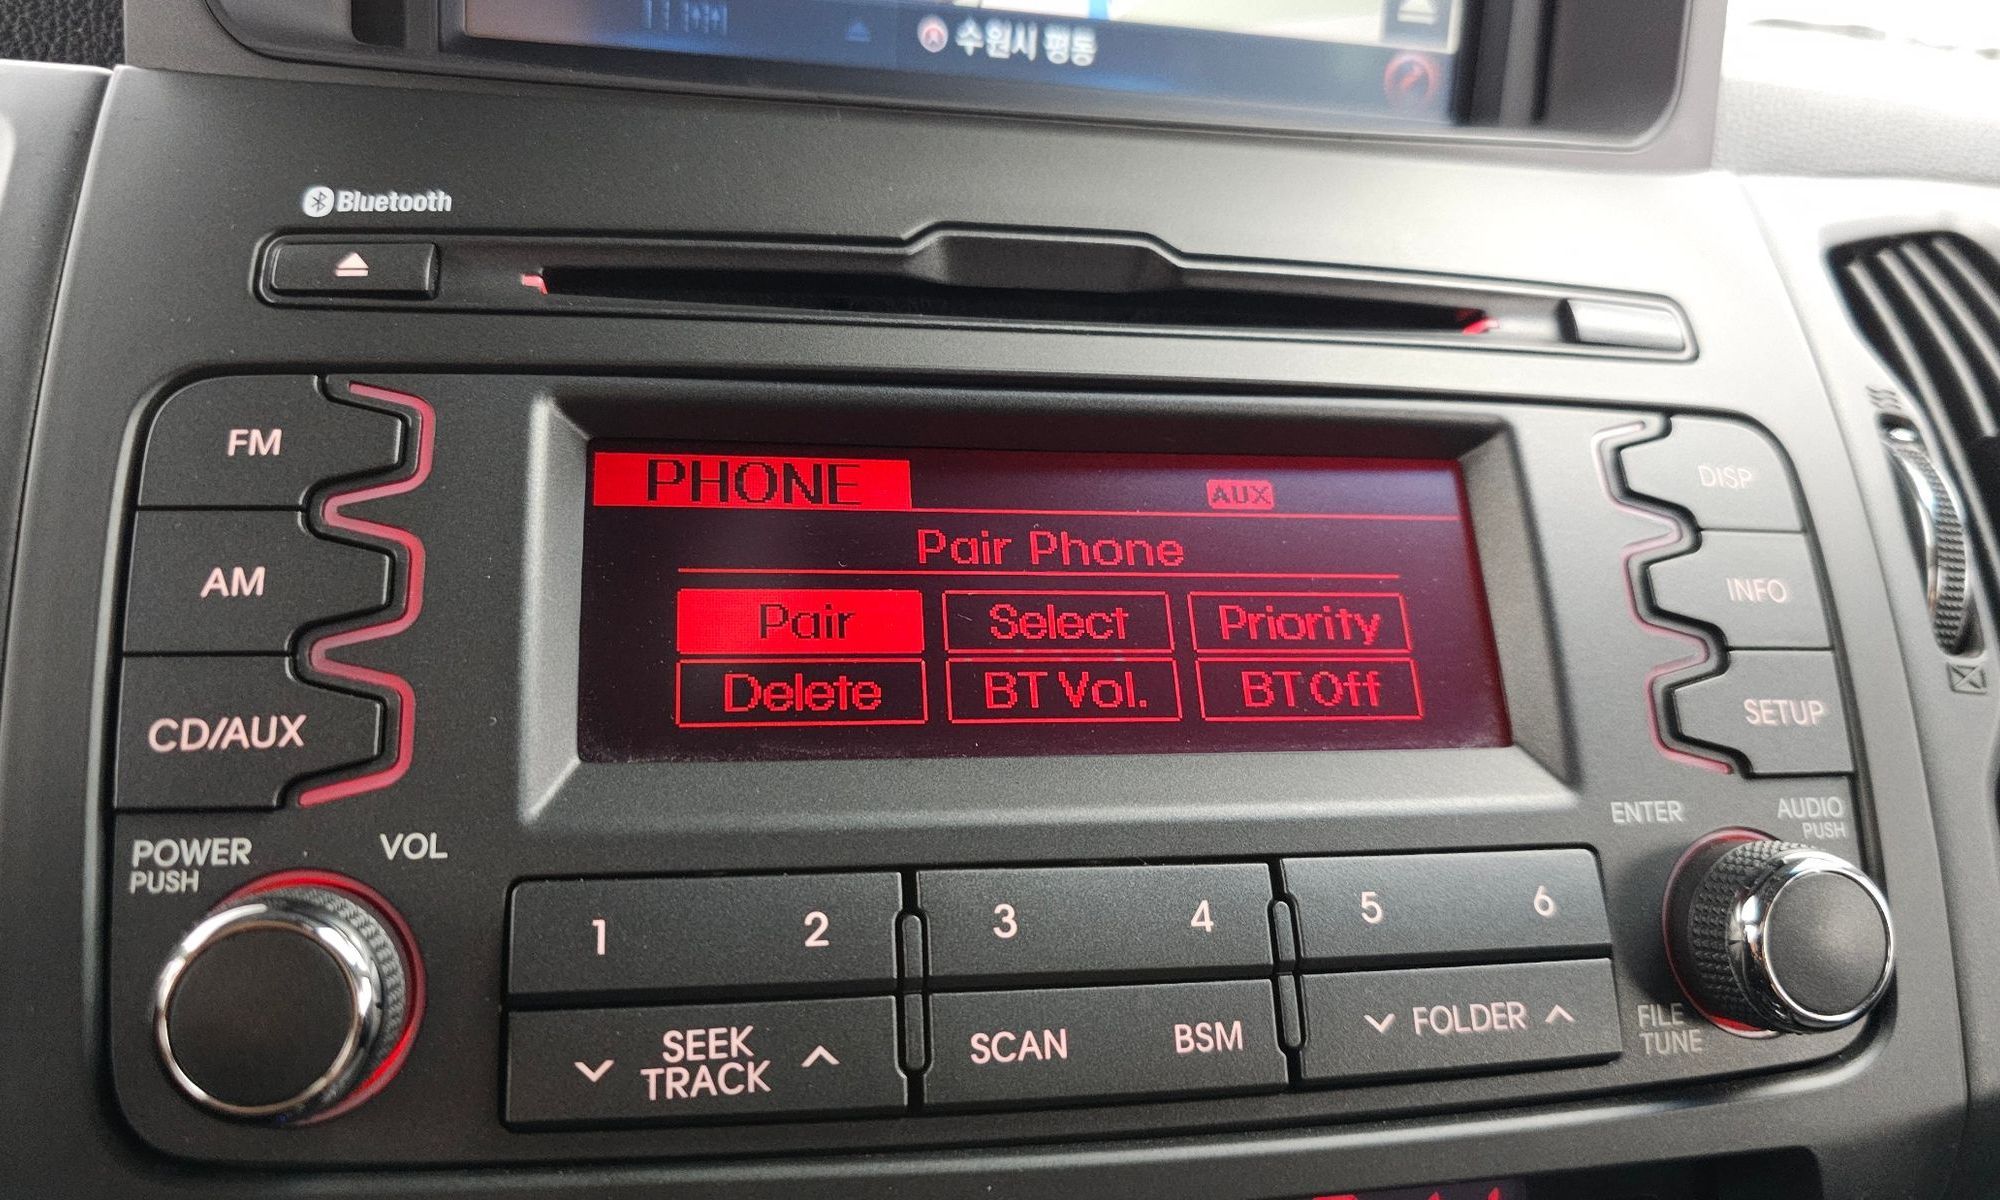 수원시 평동
Bluetooth
FM
AM
CD/AUX
PHONE
AUX
Pair Phone
Pair Select Priority
Delete BT Vol. BT Off
DISP
INFO
SETUP
POWER
PUSH
VOL
ENTER
AUDIO
PUSH
1 2 3 4 5 6
SEEK
TRACK
SCAN BSM
FOLDER
FILE
TUNE